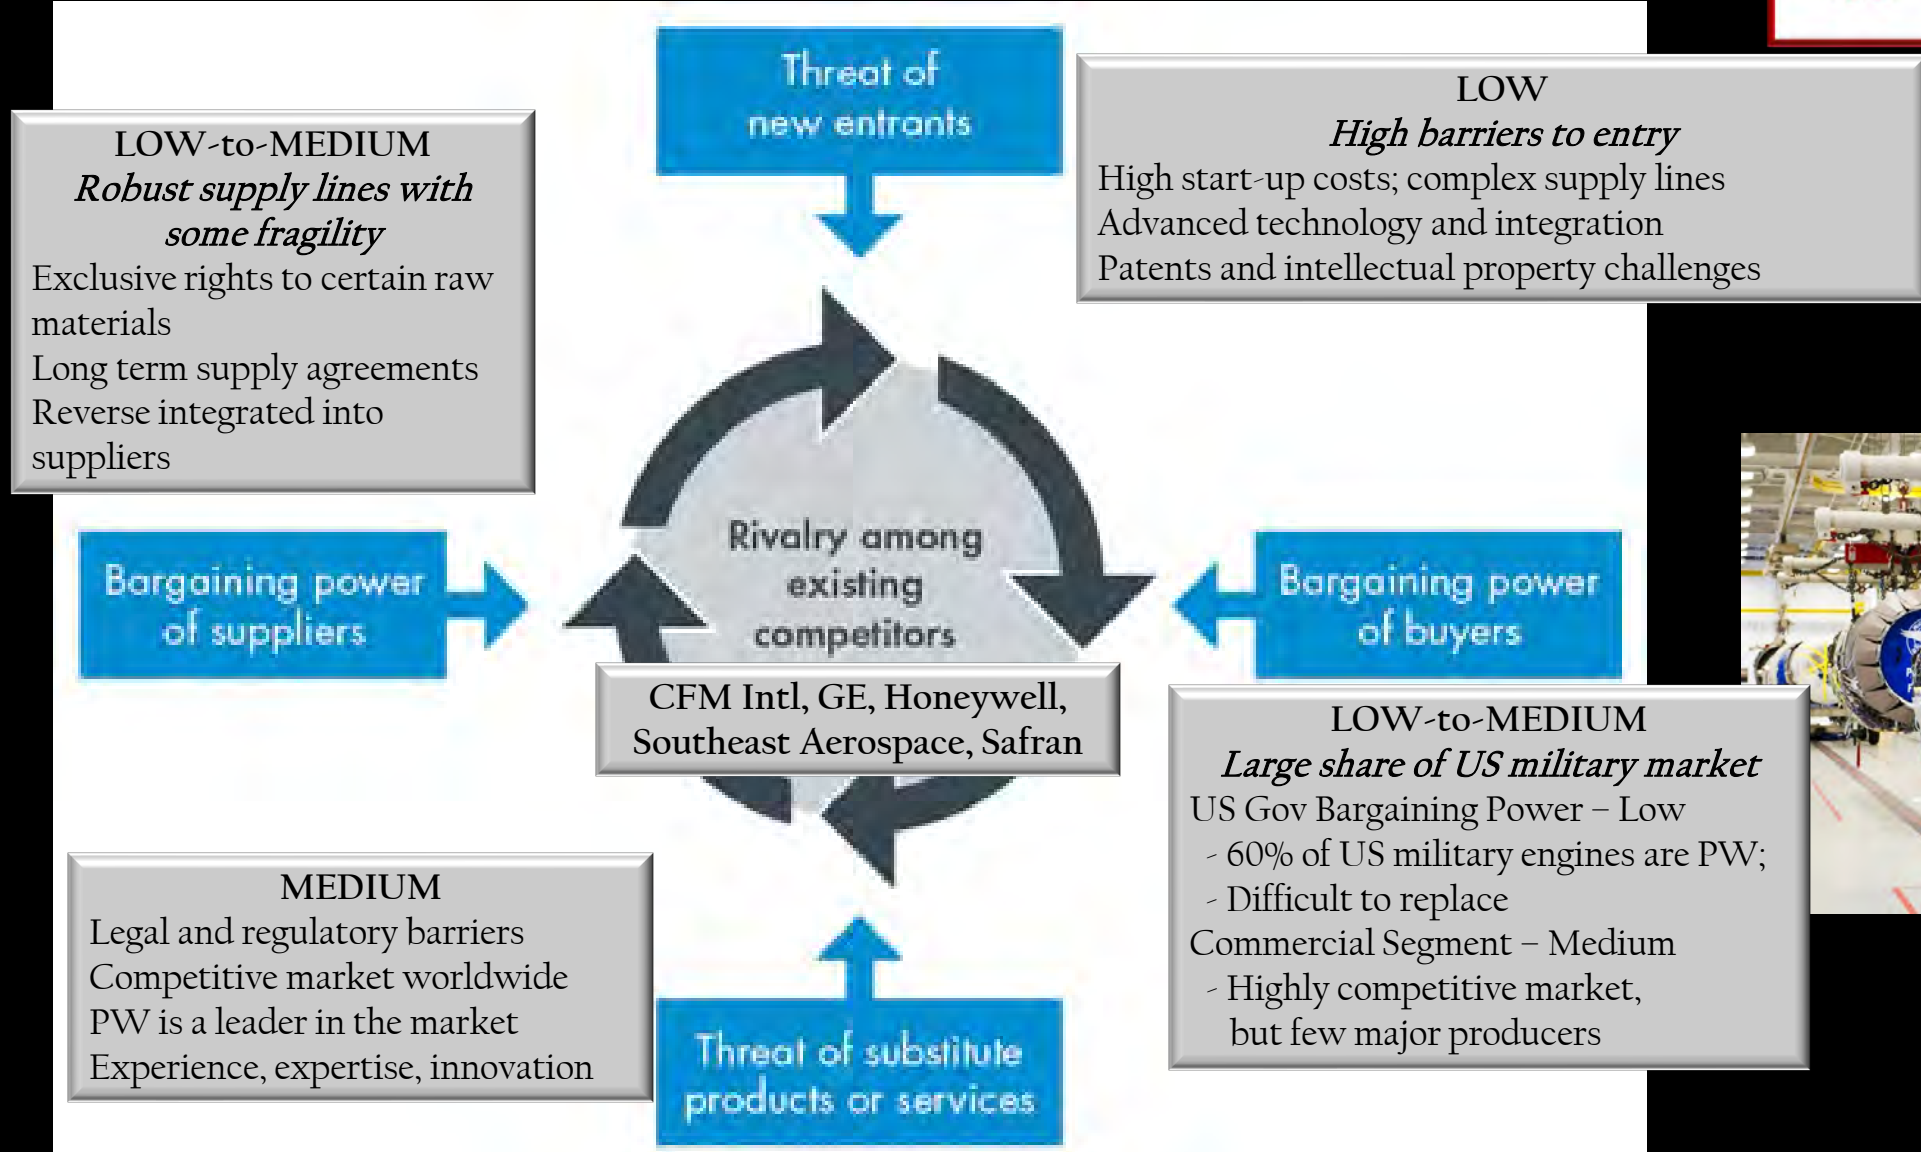 Threat of
new entrants
LOW
High barriers to entry
High start-up costs; complex supply lines
Advanced technology and integration
Patents and intellectual property challenges
LOW-to-MEDIUM
Robust supply lines with
some fragility
Exclusive rights to certain raw
materials
Long term supply agreements
Reverse integrated into
suppliers
Bargaining power
of suppliers
Rivalry among
existing
competitors
CFM Intl, GE, Honeywell,
Southeast Aerospace, Safran
Bargaining power
of buyers
LOW-to-MEDIUM
Large share of US military market
US Gov Bargaining Power – Low
- 60% of US military engines are PW;
- Difficult to replace
Commercial Segment – Medium
- Highly competitive market,
but few major producers
MEDIUM
Legal and regulatory barriers
Competitive market worldwide
PW is a leader in the market
Experience, expertise, innovation
Threat of substitute
products or services